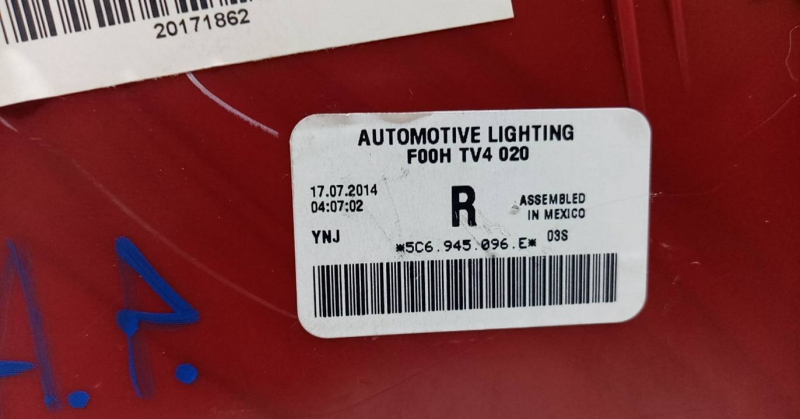 20171862
AUTOMOTIVE LIGHTING
F00H TV4 020
17.07.2014
04:07:02
R
ASSEMBLED
IN MEXICO
YNJ
*5C6.945.096.E*
03S
A.P.